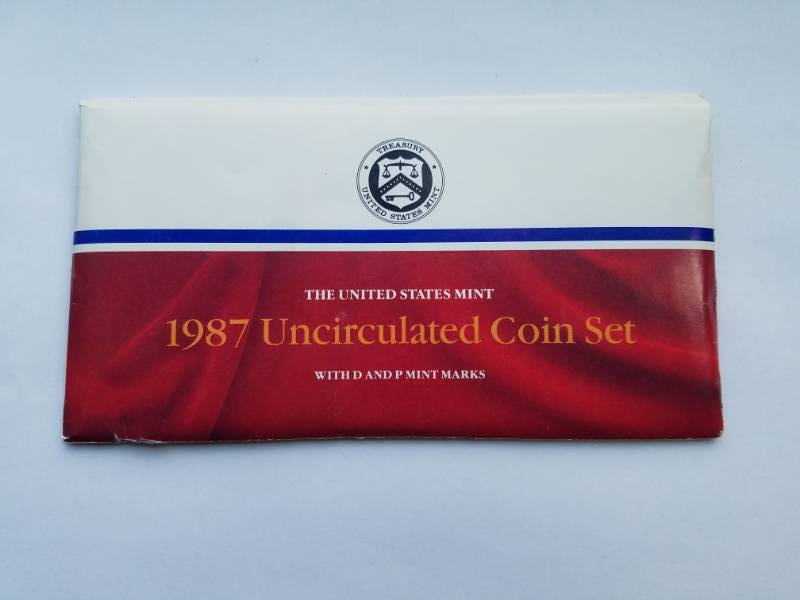 TREASURY
UNITED STATES MINT
THE UNITED STATES MINT
1987 Uncirculated Coin Set
WITH D AND P MINT MARKS